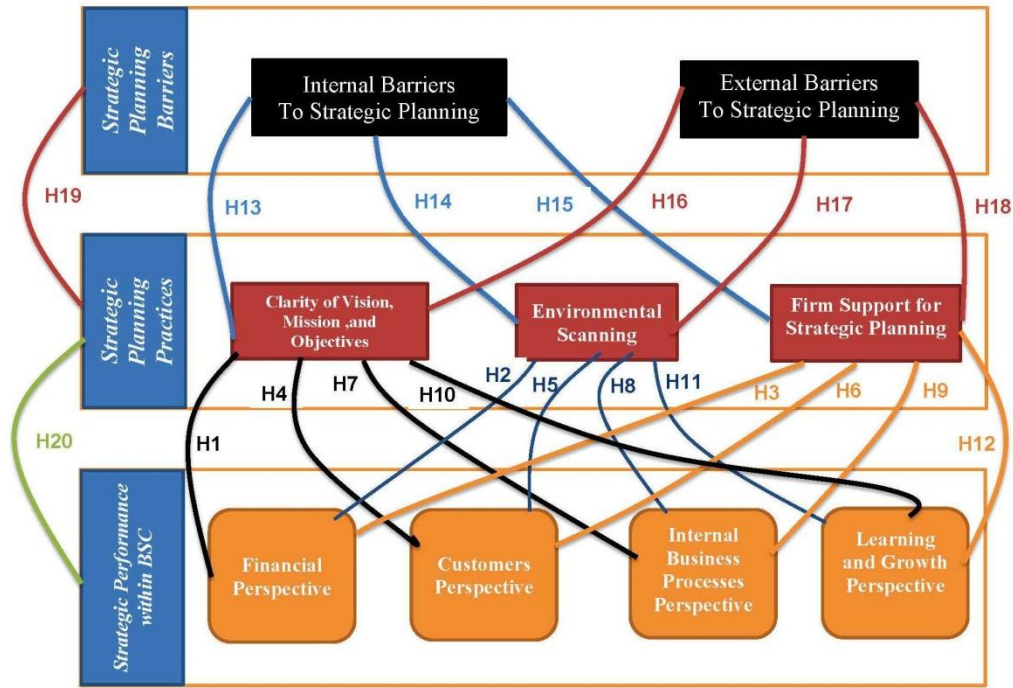 Strategic
Planning
Barriers
Internal Barriers
To Strategic Planning
External Barriers
To Strategic Planning
H19
H13
H14
H15
H16
H17
H18
Strategic
Planning
Practices
Clarity of Vision,
Mission ,and
Objectives
Environmental
Scanning
Firm Support for
Strategic Planning
H20
H1
H4
H7
H10
H2
H5
H8
H11
H3
H6
H9
H12
Strategic Performance
within BSC
Financial
Perspective
Customers
Perspective
Internal
Business
Processes
Perspective
Learning
and Growth
Perspective